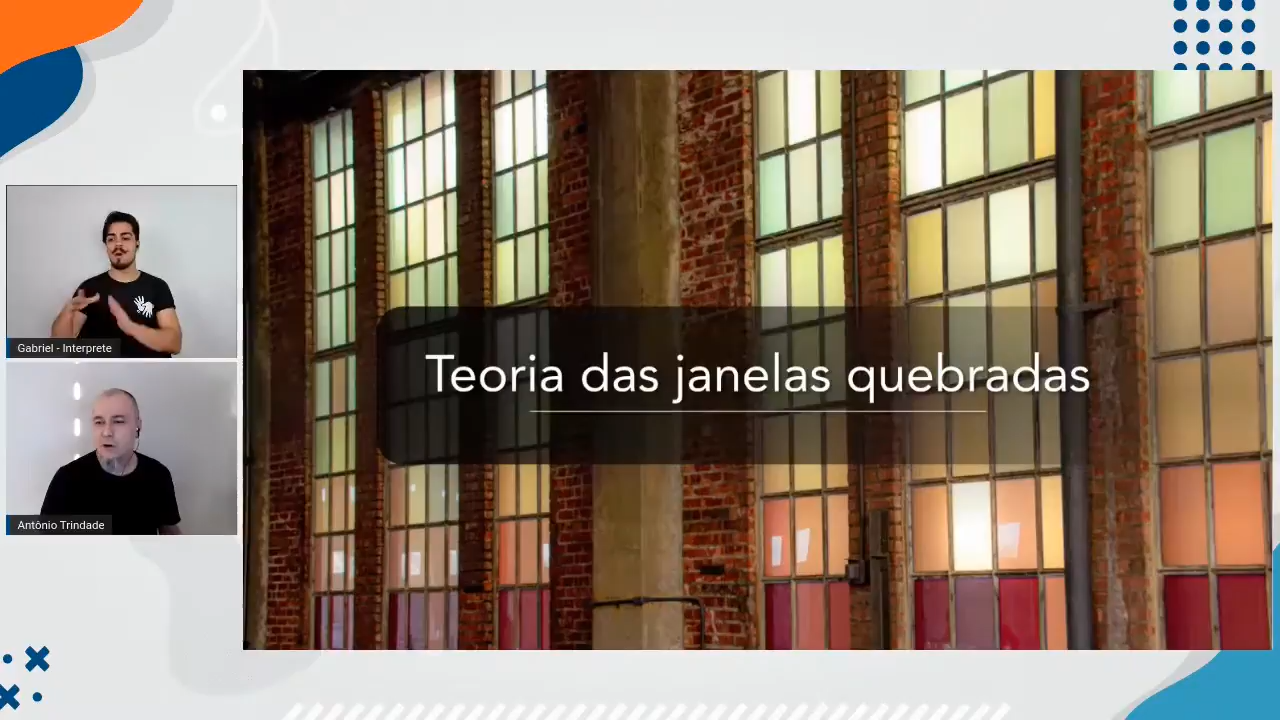 Teoria das janelas quebradas
Gabriel - Interprete
Antônio Trindade